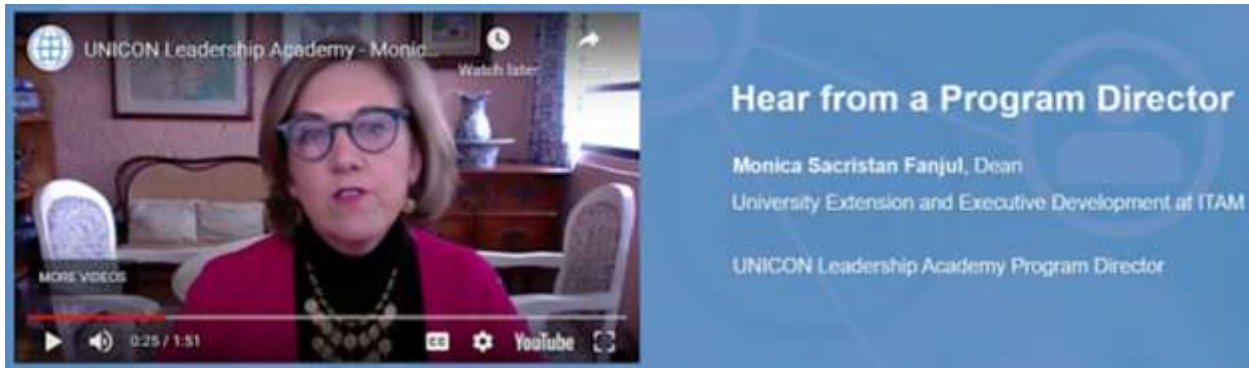 UNICON Leadership Academy - Monic...
Watch later
MORE VIDEOS
0:25 / 1:51
CC
YouTube
Hear from a Program Director
Monica Sacristan Fanjul, Dean
University Extension and Executive Development at ITAM
UNICON Leadership Academy Program Director